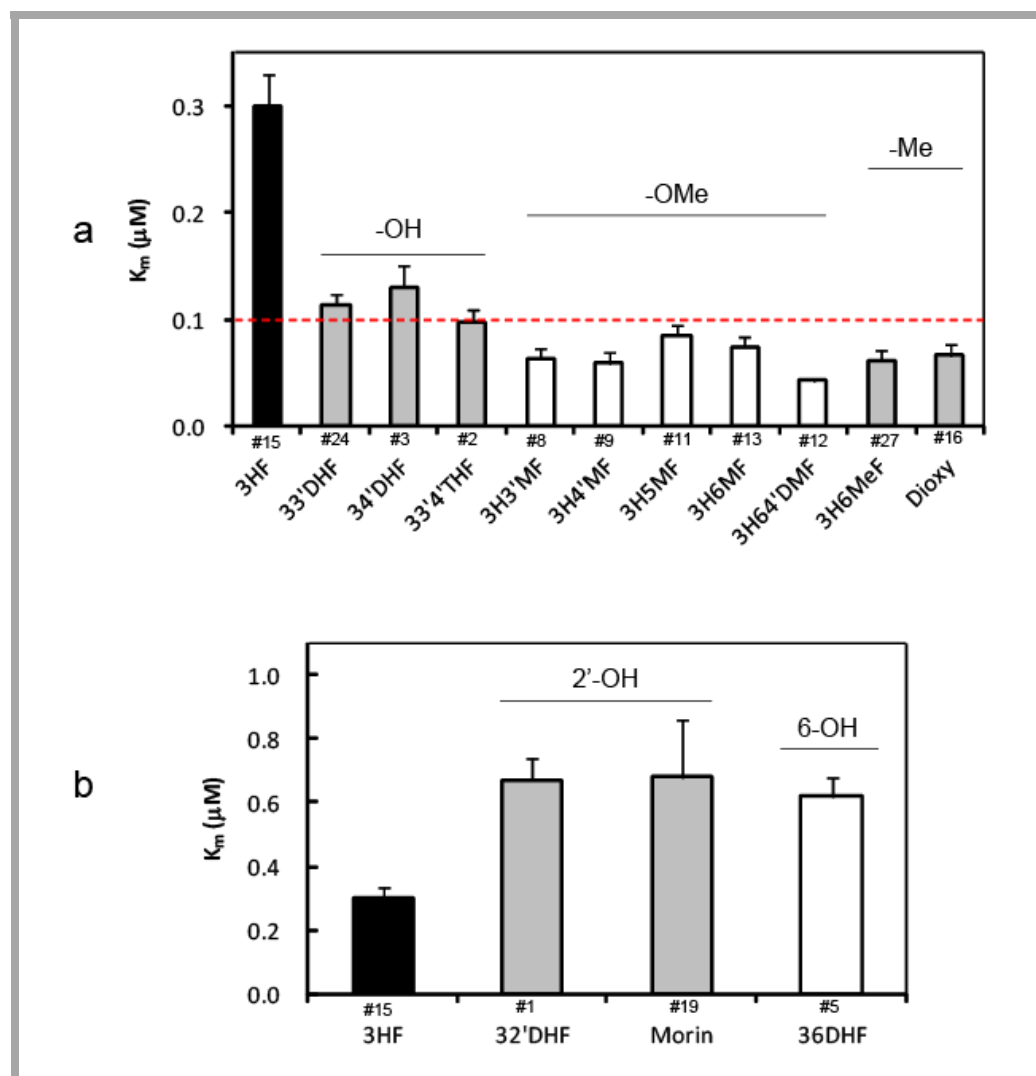 a
Km (µM)
0.3
0.2
0.1
0.0
-OH
-OMe
-Me
#15 #24 #3 #2 #8 #9 #11 #13 #12 #27 #16
3HF 33'DHF 34'DHF 33'4'THF 3H3'MF 3H4'MF 3H5MF 3H6MF 3H64'DMF 3H6MeF Dioxy
b
Km (µM)
1.0
0.8
0.6
0.4
0.2
0.0
2'-OH
6-OH
#15 #1 #19 #5
3HF 32'DHF Morin 36DHF